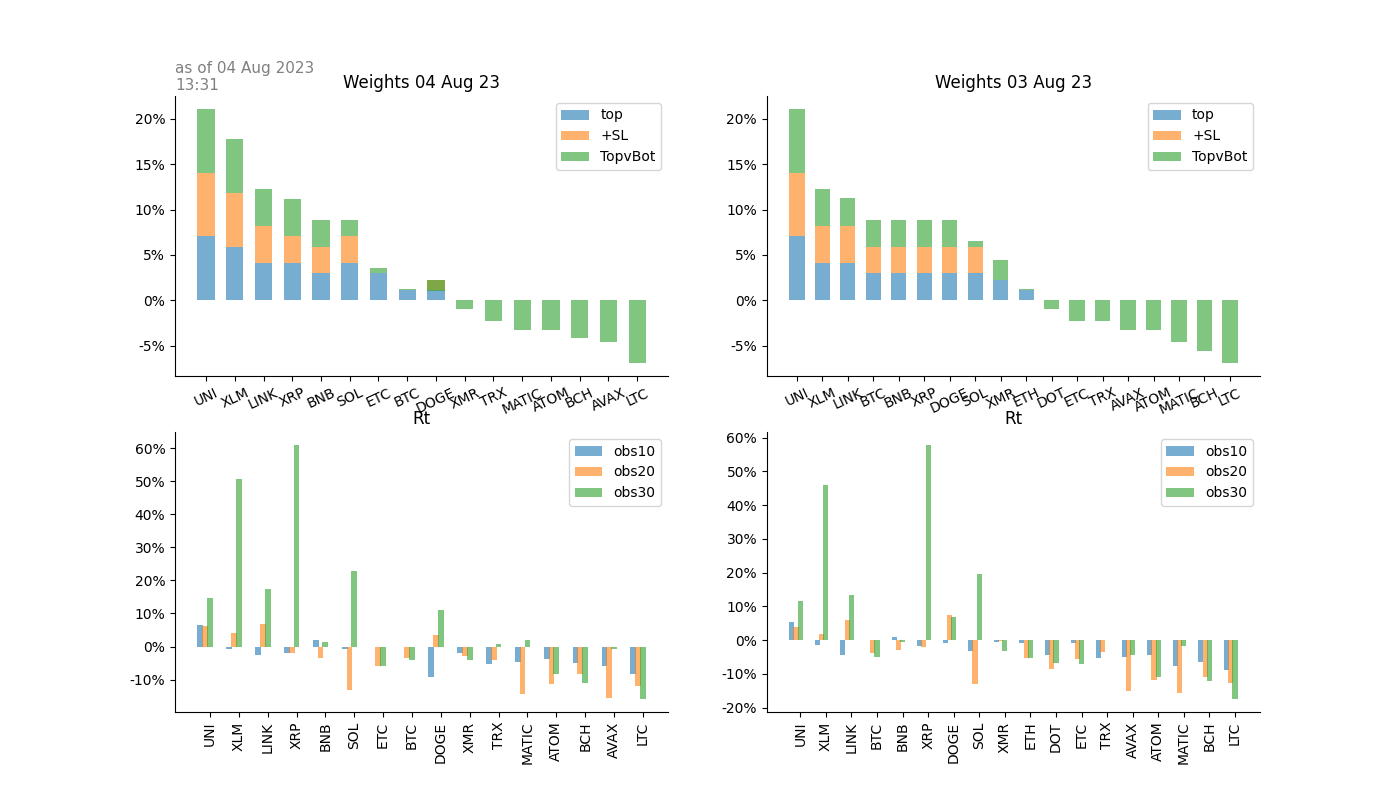 as of 04 Aug 2023
13:31
Weights 04 Aug 23
20%
15%
10%
5%
0%
-5%
top
+SL
TopvBot
UNI XLM LINK XRP BNB SOL ETC BTC DOGE XMR TRX MATIC ATOM BCH AVAX LTC
Weights 03 Aug 23
20%
15%
10%
5%
0%
-5%
top
+SL
TopvBot
UNI XLM LINK BTC BNB XRP DOGE SOL XMR ETH DOT ETC TRX AVAX ATOM MATIC BCH LTC
Rt
60%
50%
40%
30%
20%
10%
0%
-10%
obs10
obs20
obs30
UNI XLM LINK XRP BNB SOL ETC BTC DOGE XMR TRX MATIC ATOM BCH AVAX LTC
Rt
60%
50%
40%
30%
20%
10%
0%
-10%
-20%
obs10
obs20
obs30
UNI XLM LINK BTC BNB XRP DOGE SOL XMR ETH DOT ETC TRX AVAX ATOM MATIC BCH LTC